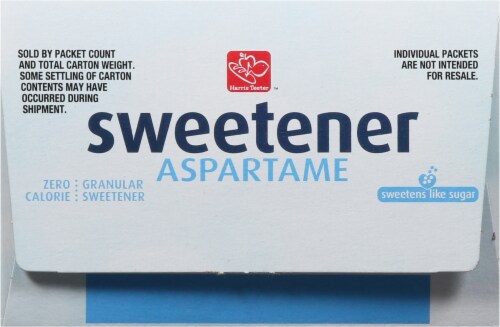 SOLD BY PACKET COUNT
AND TOTAL CARTON WEIGHT.
SOME SETTLING OF CARTON
CONTENTS MAY HAVE
OCCURRED DURING
SHIPMENT.
Harris Teeter™
INDIVIDUAL PACKETS
ARE NOT INTENDED
FOR RESALE.
sweetener
ASPARTAME
ZERO
CALORIE
GRANULAR
SWEETENER
sweetens like sugar